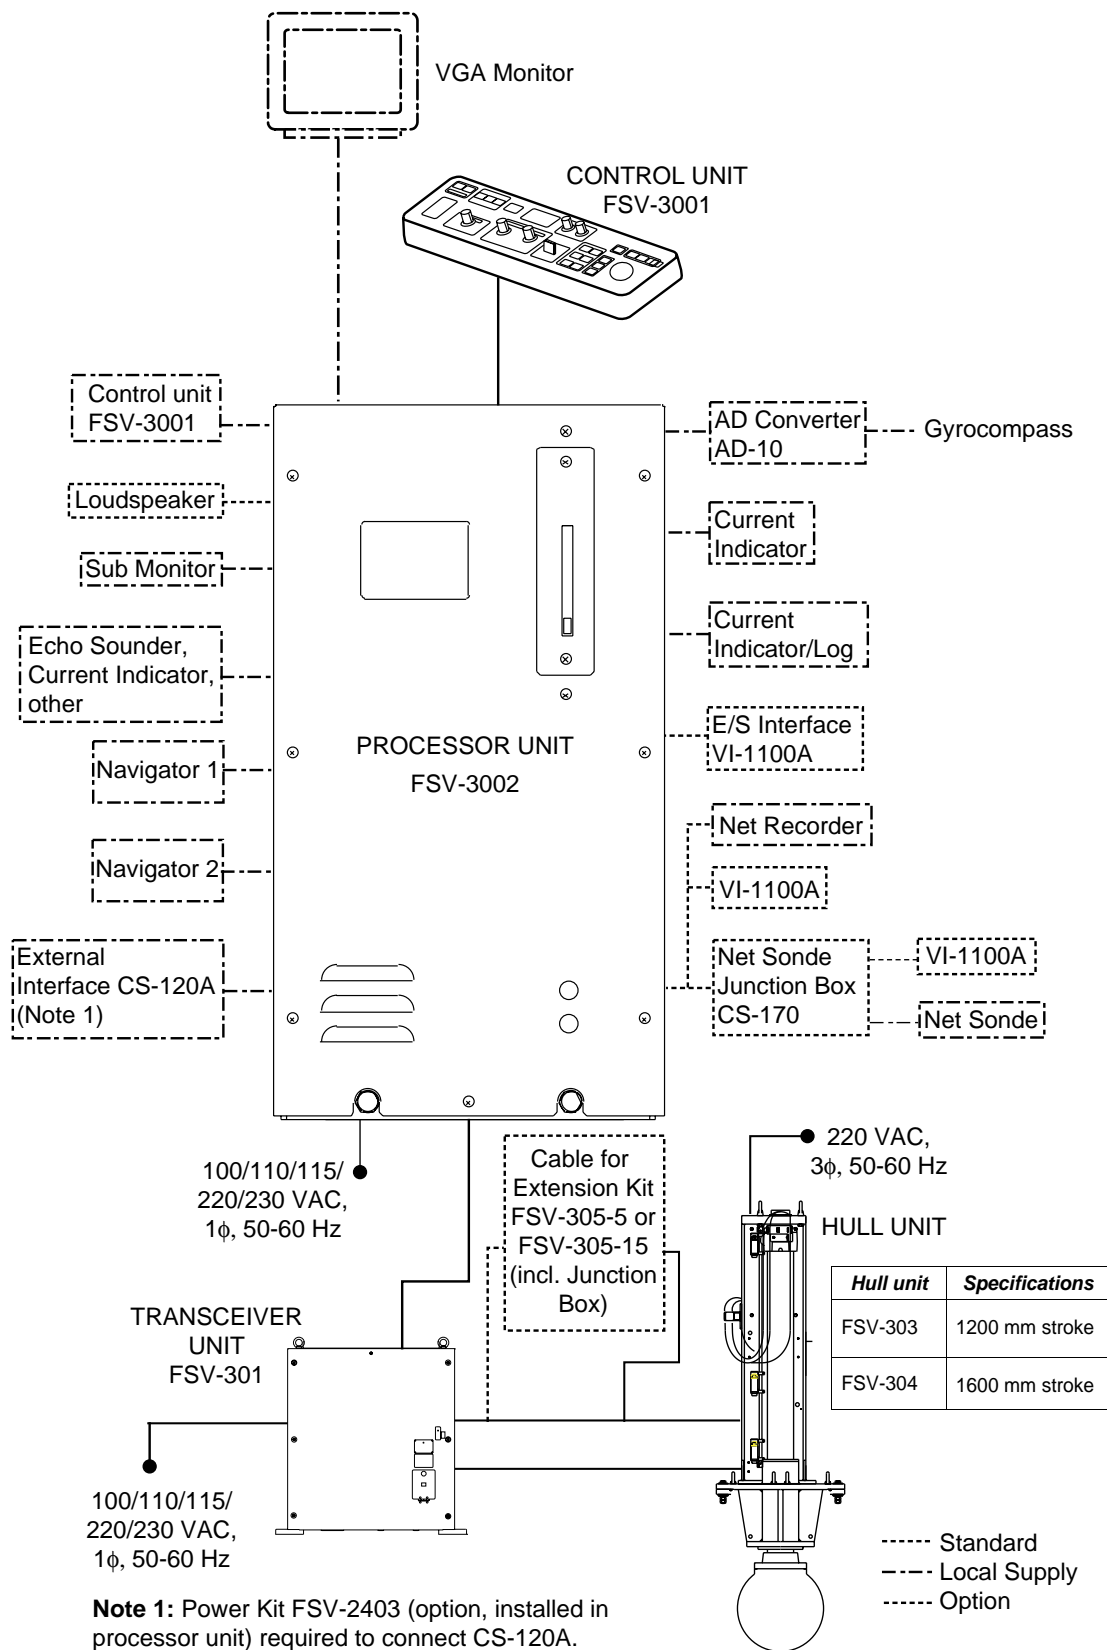 VGA Monitor
CONTROL UNIT
FSV-3001
Control unit
FSV-3001
AD Converter
AD-10
Gyrocompass
Loudspeaker
Current
Indicator
Sub Monitor
Echo Sounder,
Current Indicator,
other
Current
Indicator/Log
E/S Interface
VI-1100A
PROCESSOR UNIT
FSV-3002
Navigator 1
Net Recorder
Navigator 2
VI-1100A
External
Interface CS-120A
(Note 1)
Net Sonde
Junction Box
CS-170
VI-1100A
Net Sonde
100/110/115/
220/230 VAC,
1ϕ, 50-60 Hz
Cable for
Extension Kit
FSV-305-5 or
FSV-305-15
(incl. Junction
Box)
220 VAC,
3ϕ, 50-60 Hz
HULL UNIT
Hull unit Specifications
FSV-303 1200 mm stroke
FSV-304 1600 mm stroke
TRANSCEIVER
UNIT
FSV-301
100/110/115/
220/230 VAC,
1ϕ, 50-60 Hz
Standard
Local Supply
Option
Note 1: Power Kit FSV-2403 (option, installed in
processor unit) required to connect CS-120A.